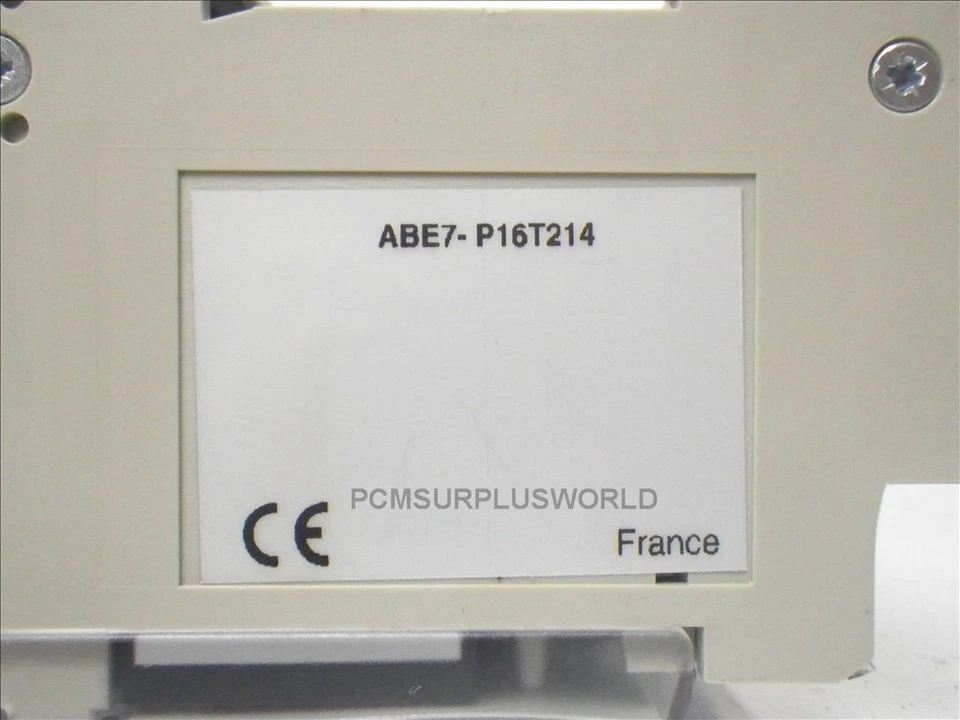 ABE7- P16T214
PCMSURPLUSWORLD
CE
France